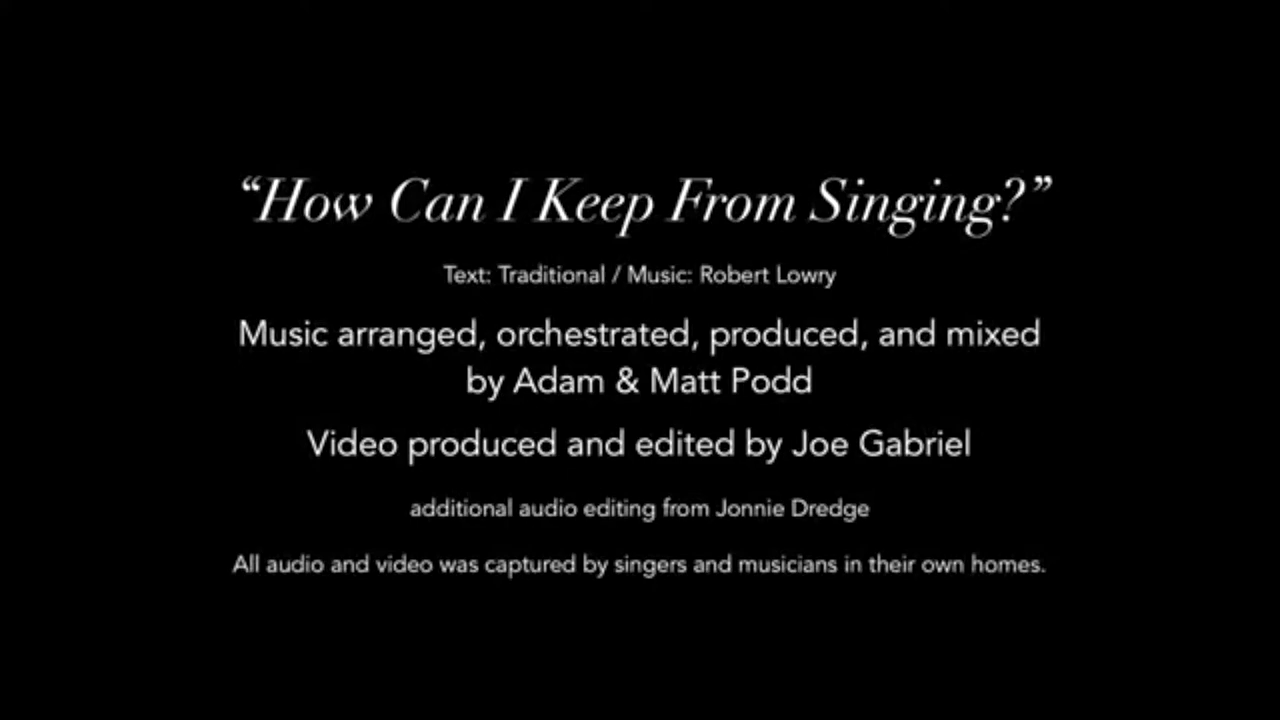 “How Can I Keep From Singing?”
Text: Traditional / Music: Robert Lowry
Music arranged, orchestrated, produced, and mixed
by Adam & Matt Podd
Video produced and edited by Joe Gabriel
additional audio editing from Jonnie Dredge
All audio and video was captured by singers and musicians in their own homes.